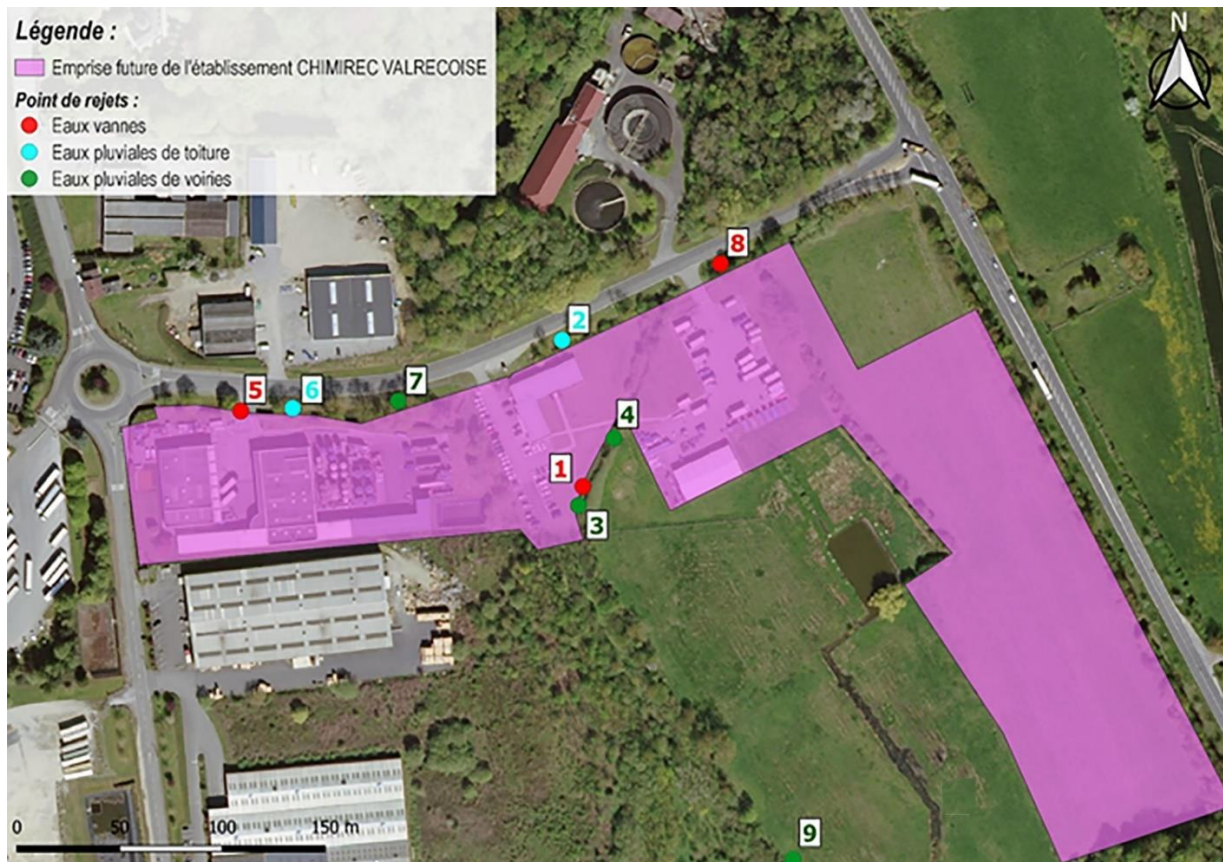 Légende :
Emprise future de l'établissement CHIMIREC VALRECOISE
Point de rejets :
Eaux vannes
Eaux pluviales de toiture
Eaux pluviales de voiries
N
8
2
7
5
6
4
1
3
9
0 50 100 150 m